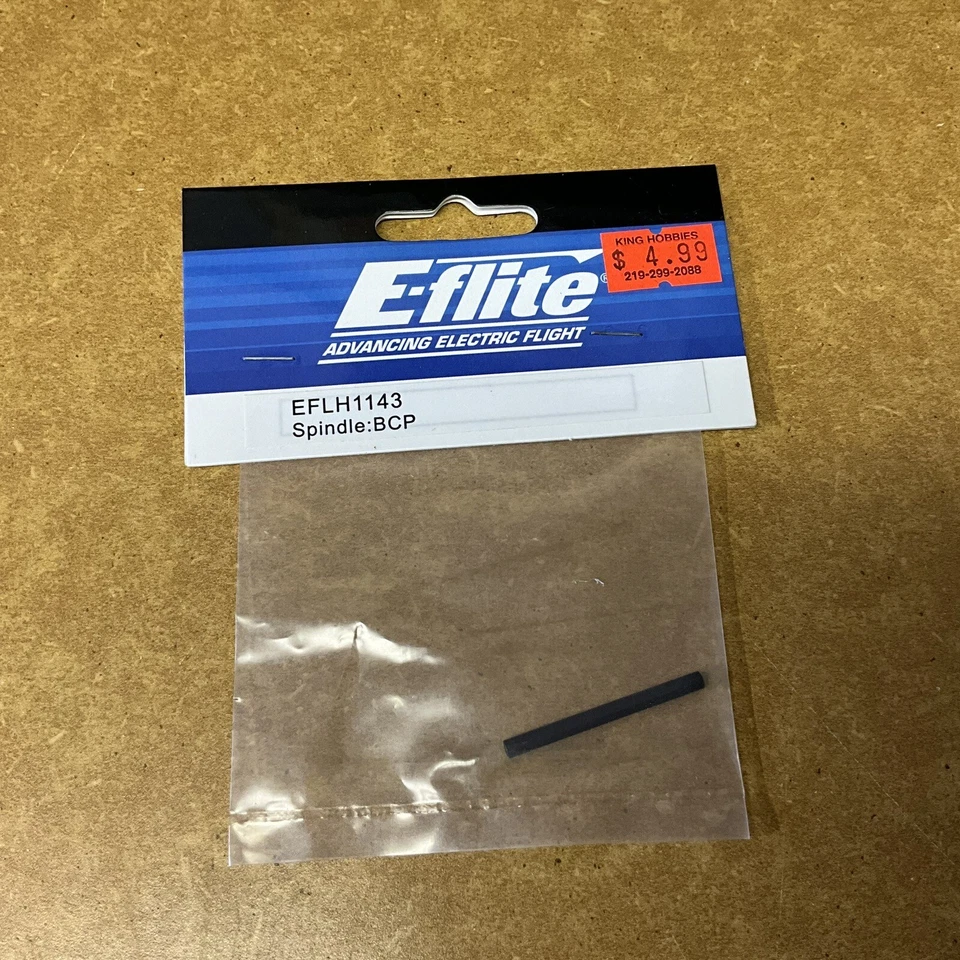 KING HOBBIES
$ 4.99
219-299-2088
E-flite®
ADVANCING ELECTRIC FLIGHT
EFLH1143
Spindle:BCP